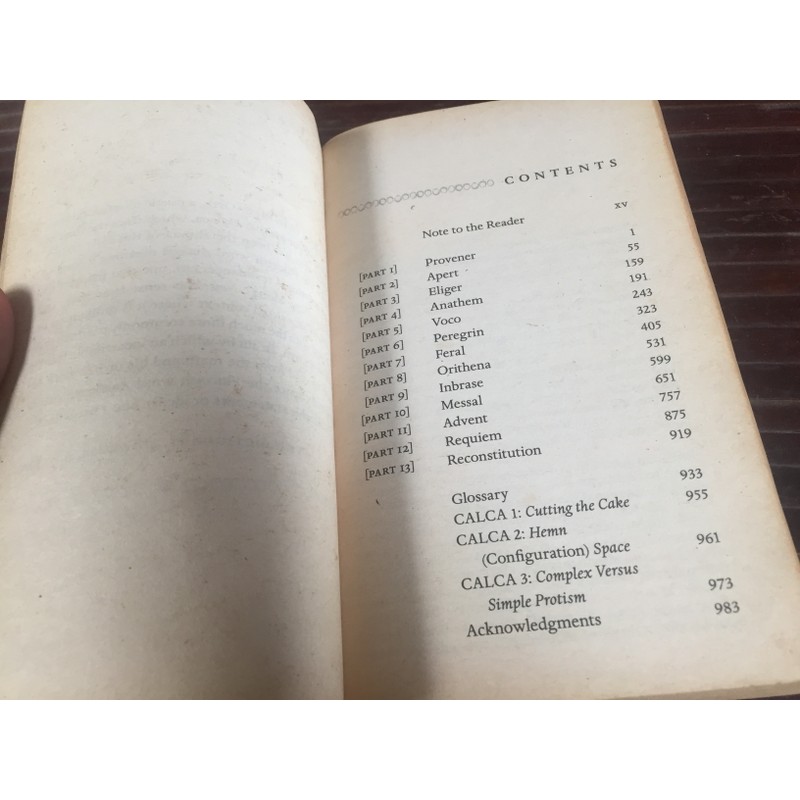 CONTENTS
Note to the Reader xv
[PART 1] Provener 1
[PART 2] Apert 55
[PART 3] Eliger 159
[PART 4] Anathem 191
[PART 5] Voco 243
[PART 6] Peregrin 323
[PART 7] Feral 405
[PART 8] Orithena 531
[PART 9] Inbrase 599
[PART 10] Messal 651
[PART 11] Advent 757
[PART 12] Requiem 875
[PART 13] Reconstitution 919
Glossary 933
CALCA 1: Cutting the Cake 955
CALCA 2: Hemn
(Configuration) Space 961
CALCA 3: Complex Versus
Simple Protism 973
Acknowledgments 983